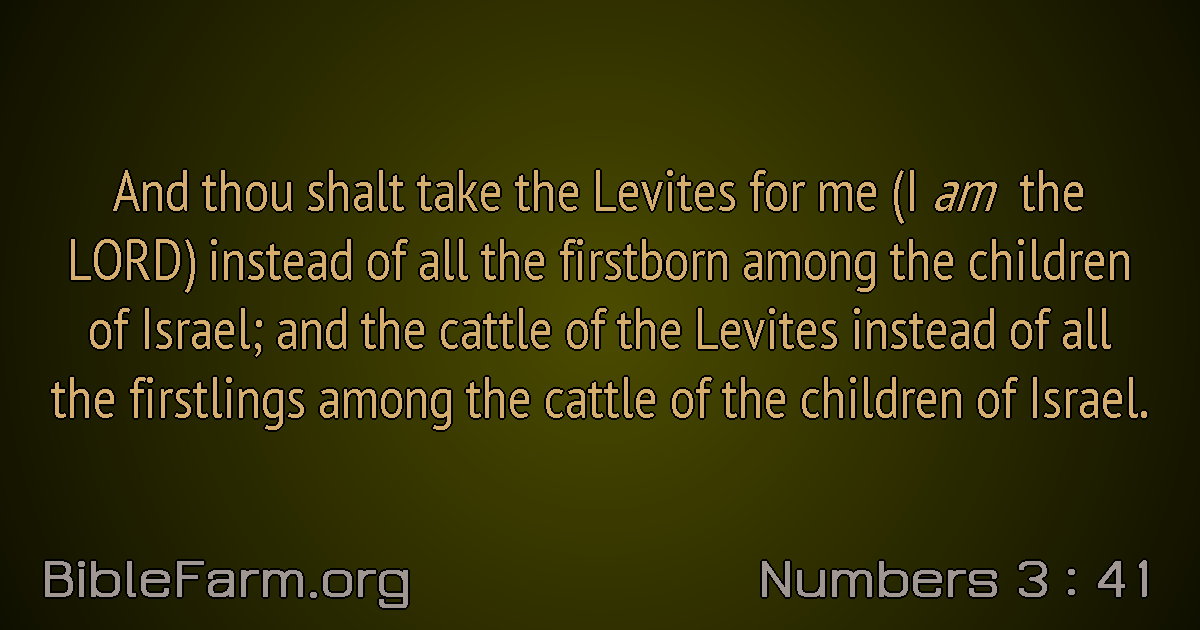 And thou shalt take the Levites for me (I am the
LORD) instead of all the firstborn among the children
of Israel; and the cattle of the Levites instead of all
the firstlings among the cattle of the children of Israel.
BibleFarm.org
Numbers 3 : 41